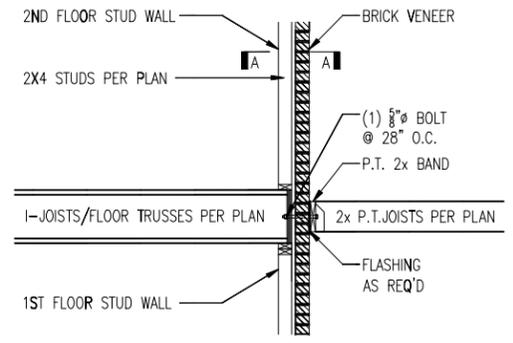 2ND FLOOR STUD WALL
BRICK VENEER
A
A
2X4 STUDS PER PLAN
(1) 5/8"ø BOLT
@ 28" O.C.
P.T. 2x BAND
I-JOISTS/FLOOR TRUSSES PER PLAN
2x P.T.JOISTS PER PLAN
FLASHING
AS REQ'D
1ST FLOOR STUD WALL